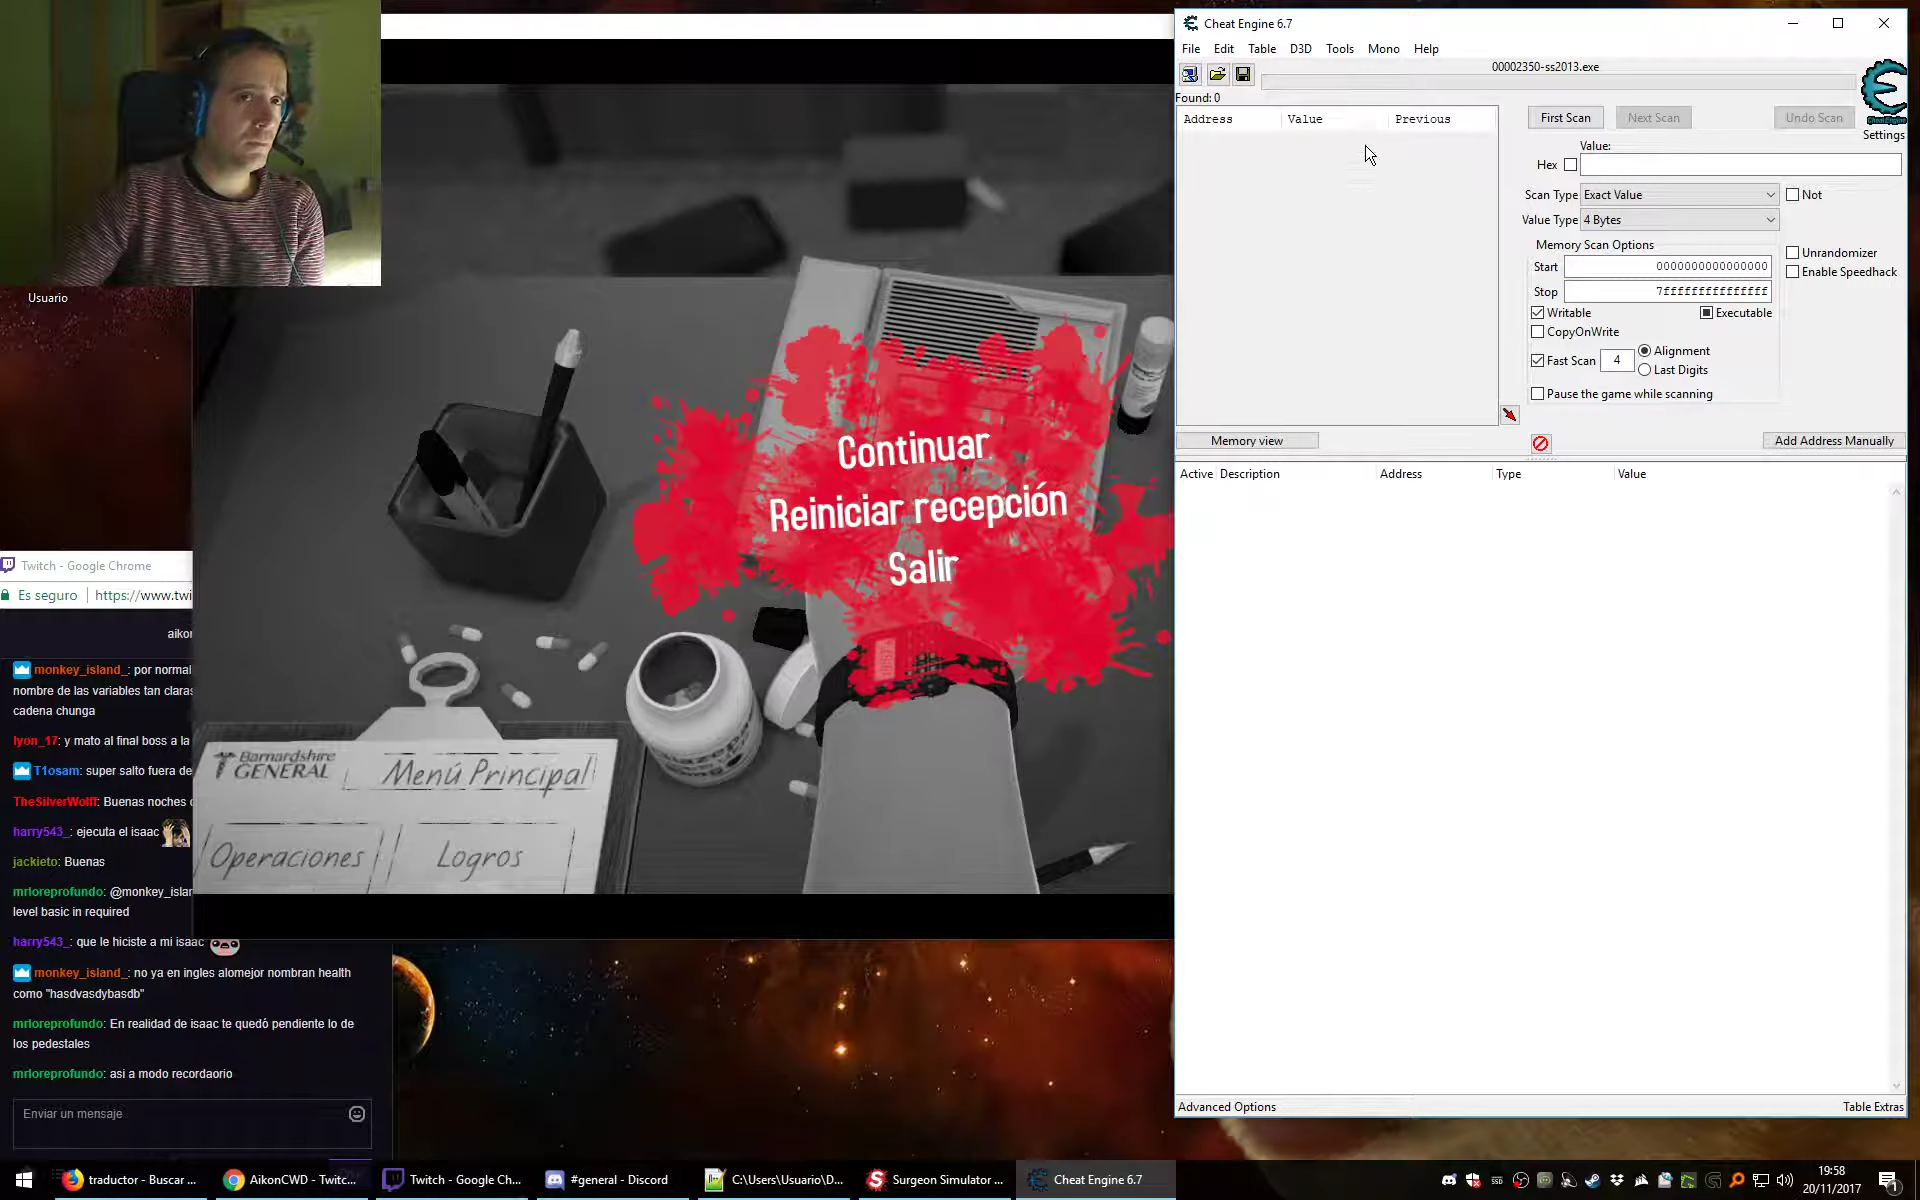 Usuario
Twitch - Google Chrome
Es seguro
https://www.twi
aikor
monkey_island_: por normal
nombre de las variables tan claras
cadena chunga
lyon_17: y mato al final boss a la
T1osam: super salto fuera de
TheSilverWolff: Buenas noches
harry543_: ejecuta el isaac
jackieto: Buenas
mrloreprofundo: @monkey_islar
level basic in required
harry543_: que le hiciste a mi isaac
monkey_island_: no ya en ingles alomejor nombran health
como "hasdvasdybasdb"
mrloreprofundo: En realidad de isaac te quedó pendiente lo de
los pedestales
mrloreprofundo: asi a modo recordaorio
Enviar un mensaje
Continuar
Reiniciar recepción
Salir
Barnardshire
GENERAL
Menú Principal
Operaciones
Logros
Cheat Engine 6.7
File Edit Table D3D Tools Mono Help
00002350-ss2013.exe
Found: 0
Address Value Previous
First Scan Next Scan Undo Scan
Cheat Engine
Settings
Value:
Hex
Scan Type Exact Value Not
Value Type 4 Bytes
Memory Scan Options
Start 0000000000000000
Stop 7fffffffffffffff
Unrandomizer
Enable Speedhack
Writable Executable
CopyOnWrite
Fast Scan 4 Alignment
Last Digits
Pause the game while scanning
Memory view
Add Address Manually
Active Description Address Type Value
Advanced Options
Table Extras
traductor - Buscar ...
AikonCWD - Twitc...
Twitch - Google Ch...
#general - Discord
C:\Users\Usuario\D...
Surgeon Simulator ...
Cheat Engine 6.7
19:58
20/11/2017